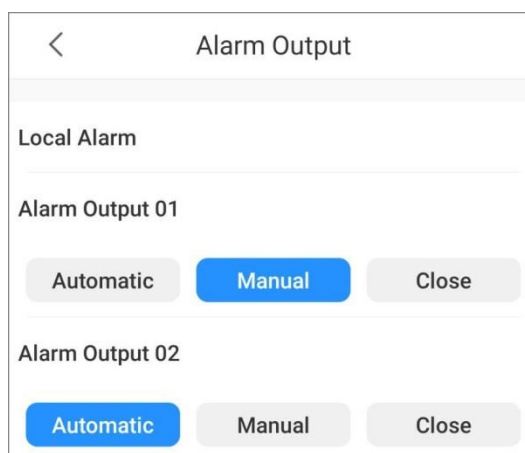 Alarm Output
Local Alarm
Alarm Output 01
Automatic Manual Close
Alarm Output 02
Automatic Manual Close